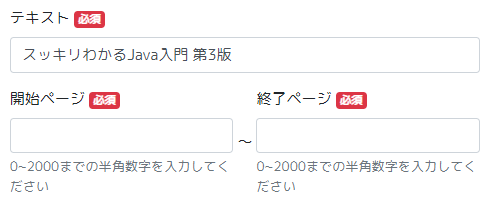 テキスト 必須
スッキリわかるJava入門 第3版
開始ページ 必須 終了ページ 必須
～
0~2000までの半角数字を入力してく 0~2000までの半角数字を入力してく
ださい ださい